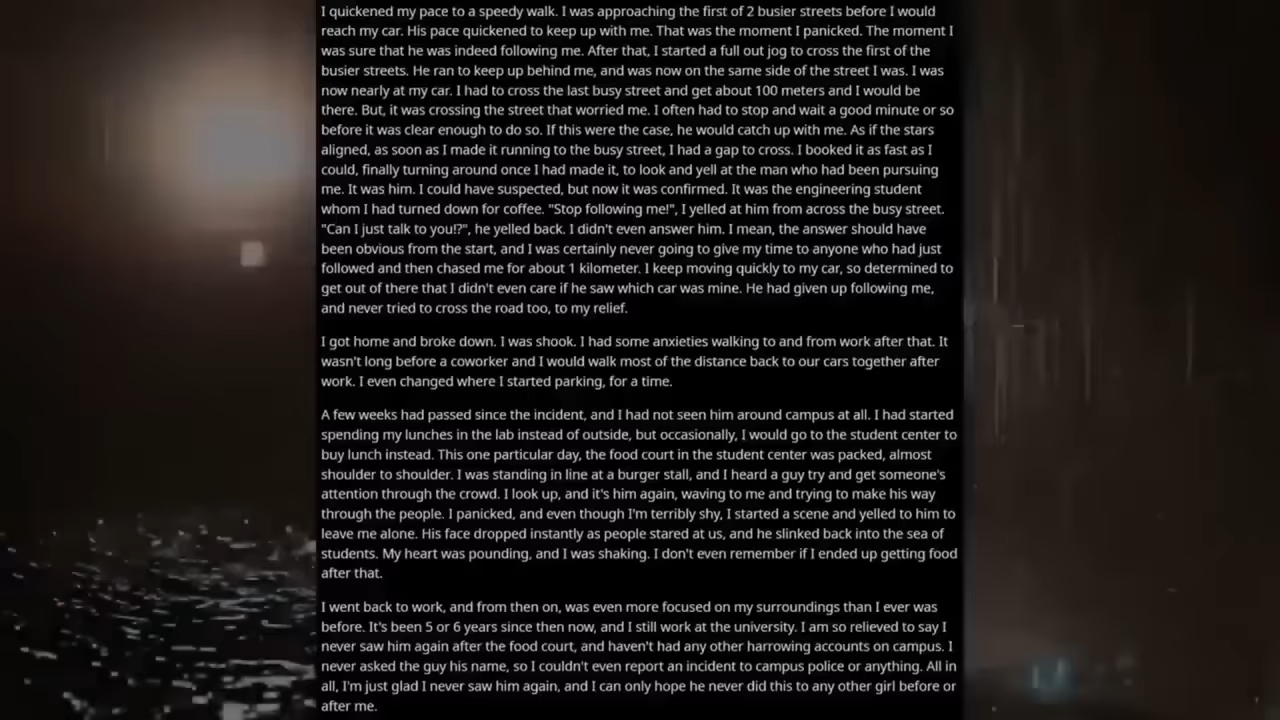 I quickened my pace to a speedy walk. I was approaching the first of 2 busier streets before I would
reach my car. His pace quickened to keep up with me. That was the moment I panicked. The moment I
was sure that he was indeed following me. After that, I started a full out jog to cross the first of the
busier streets. He ran to keep up behind me, and was now on the same side of the street I was. I was
now nearly at my car. I had to cross the last busy street and get about 100 meters and I would be
there. But, it was crossing the street that worried me. I often had to stop and wait a good minute or so
before it was clear enough to do so. If this were the case, he would catch up with me. As if the stars
aligned, as soon as I made it running to the busy street, I had a gap to cross. I booked it as fast as I
could, finally turning around once I had made it, to look and yell at the man who had been pursuing
me. It was him. I could have suspected, but now it was confirmed. It was the engineering student
whom I had turned down for coffee. "Stop following me!", I yelled at him from across the busy street.
"Can I just talk to you!?", he yelled back. I didn't even answer him. I mean, the answer should have
been obvious from the start, and I was certainly never going to give my time to anyone who had just
followed and then chased me for about 1 kilometer. I keep moving quickly to my car, so determined to
get out of there that I didn't even care if he saw which car was mine. He had given up following me,
and never tried to cross the road too, to my relief.
I got home and broke down. I was shook. I had some anxieties walking to and from work after that. It
wasn't long before a coworker and I would walk most of the distance back to our cars together after
work. I even changed where I started parking, for a time.
A few weeks had passed since the incident, and I had not seen him around campus at all. I had started
spending my lunches in the lab instead of outside, but occasionally, I would go to the student center to
buy lunch instead. This one particular day, the food court in the student center was packed, almost
shoulder to shoulder. I was standing in line at a burger stall, and I heard a guy try and get someone's
attention through the crowd. I look up, and it's him again, waving to me and trying to make his way
through the people. I panicked, and even though I'm terribly shy, I started a scene and yelled to him to
leave me alone. His face dropped instantly as people stared at us, and he slinked back into the sea of
students. My heart was pounding, and I was shaking. I don't even remember if I ended up getting food
after that.
I went back to work, and from then on, was even more focused on my surroundings than I ever was
before. It's been 5 or 6 years since then now, and I still work at the university. I am so relieved to say I
never saw him again after the food court, and haven't had any other harrowing accounts on campus. I
never asked the guy his name, so I couldn't even report an incident to campus police or anything. All in
all, I'm just glad I never saw him again, and I can only hope he never did this to any other girl before or
after me.